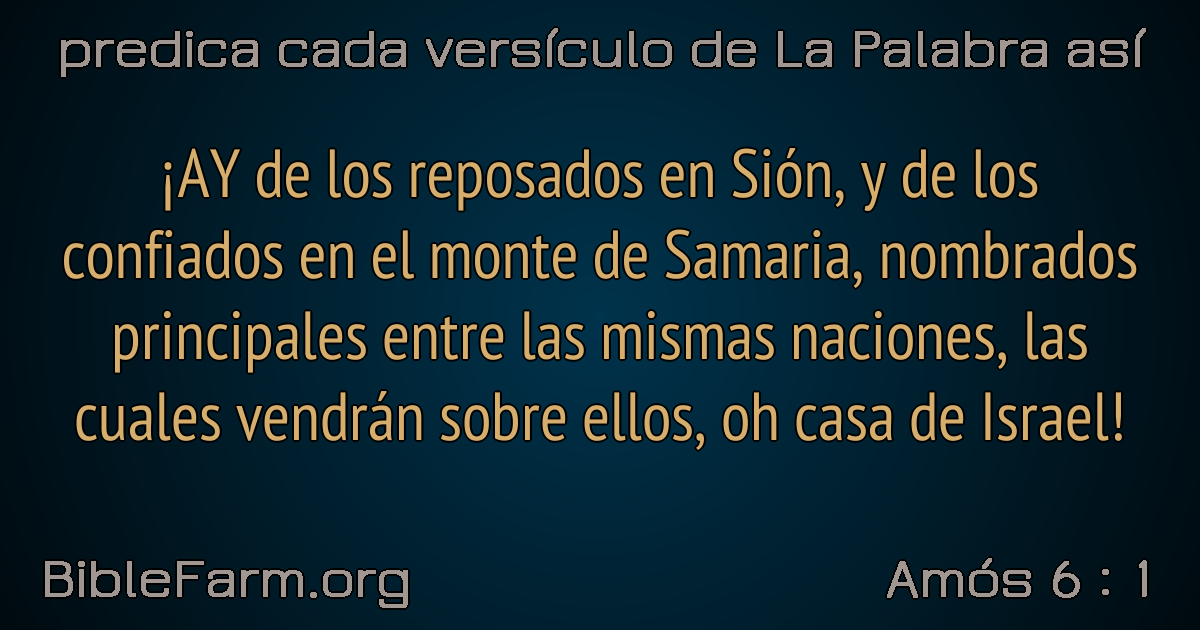 predica cada versículo de La Palabra así
¡AY de los reposados en Sión, y de los
confiados en el monte de Samaria, nombrados
principales entre las mismas naciones, las
cuales vendrán sobre ellos, oh casa de Israel!
BibleFarm.org
Amós 6 : 1